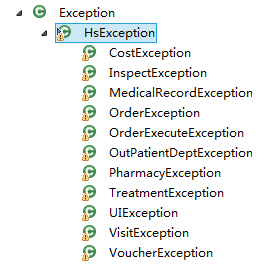 Exception
HsException
CostException
InspectException
MedicalRecordException
OrderException
OrderExecuteException
OutPatientDeptException
PharmacyException
TreatmentException
UIException
VisitException
VoucherException